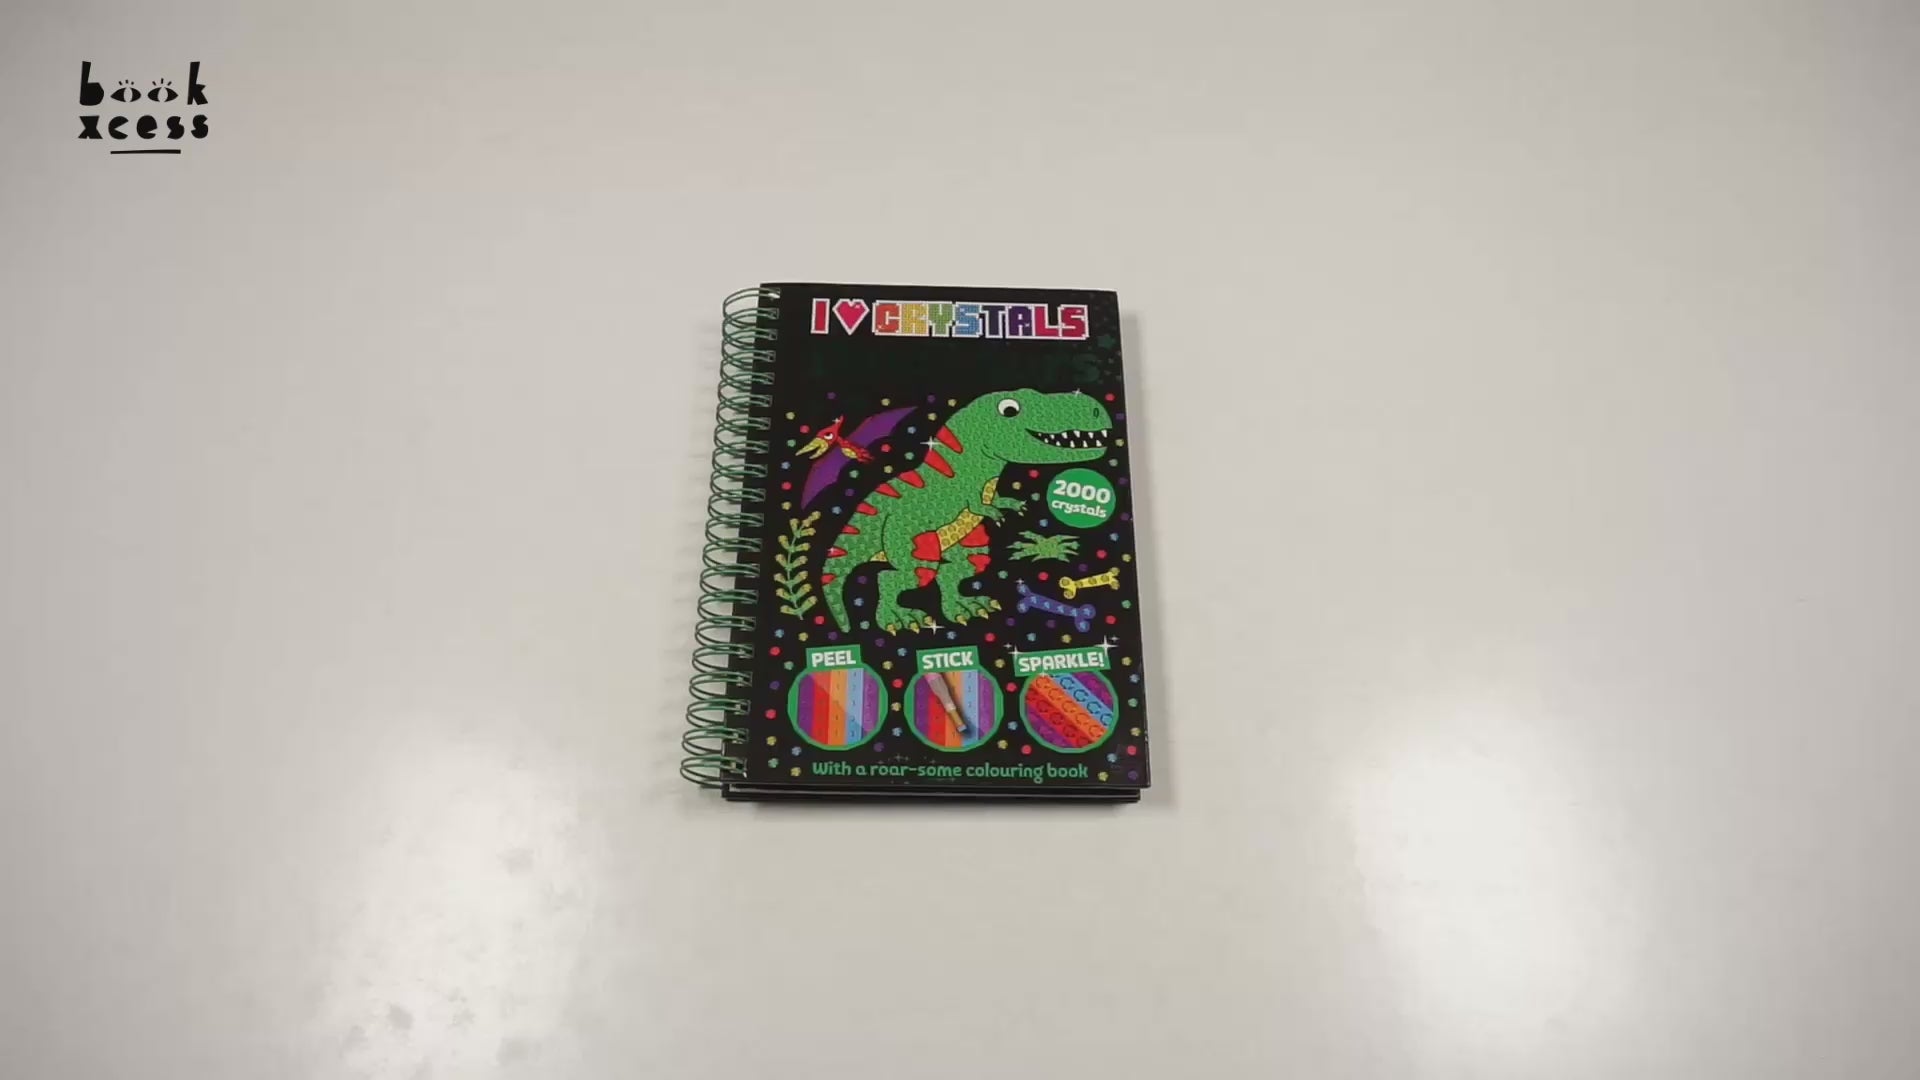 book
xcess
I ♥ CRYSTALS
2000
crystals
PEEL
STICK
SPARKLE!
With a roar-some colouring book